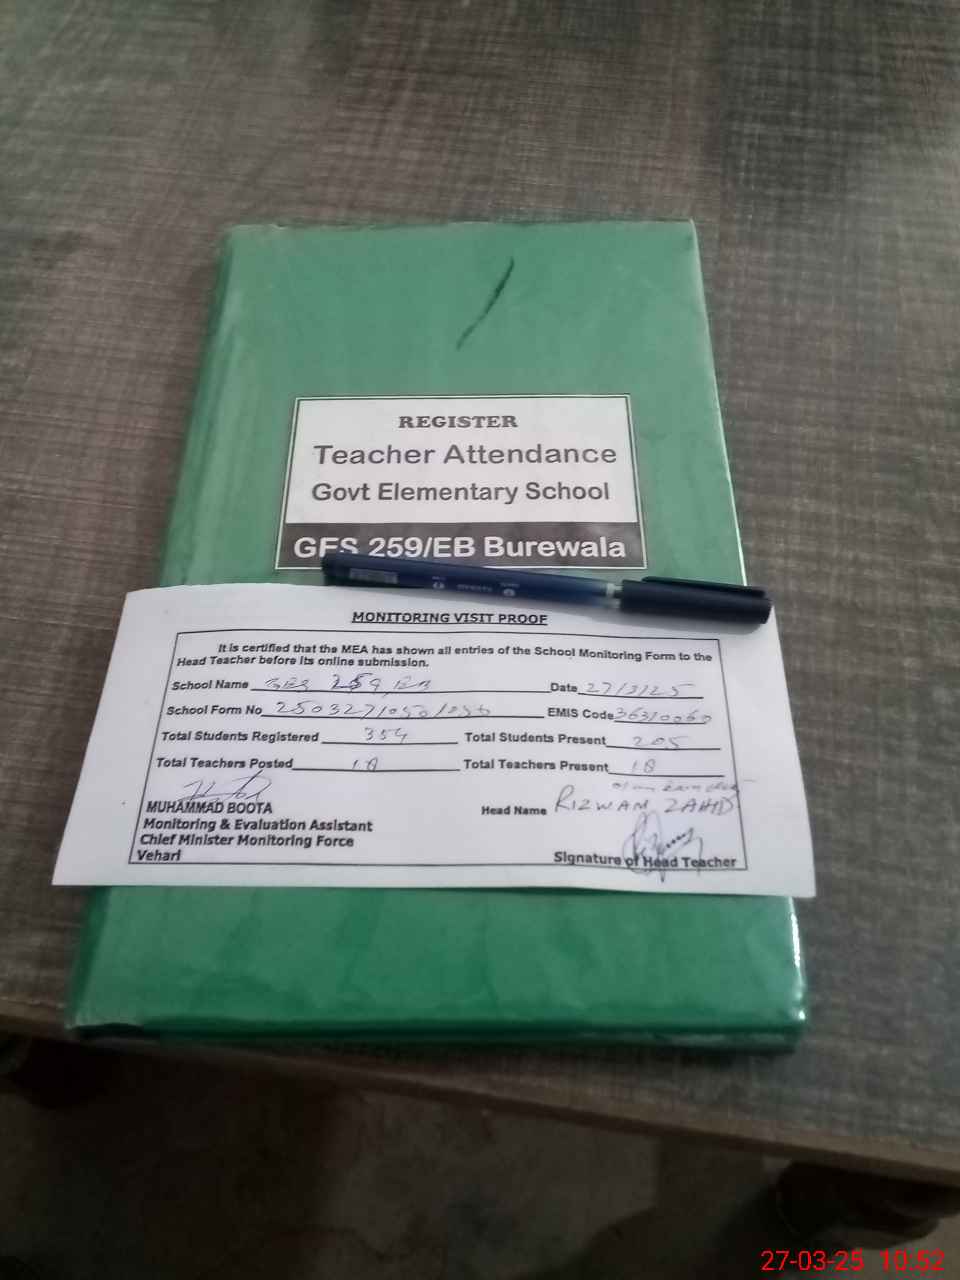 REGISTER
Teacher Attendance
Govt Elementary School
GES 259/EB Burewala
MONITORING VISIT PROOF
It is certified that the MEA has shown all entries of the School Monitoring Form to the
Head Teacher before its online submission.
School Name GES 259/EB Date 27/3/25
School Form No EMIS Code 36310060
Total Students Registered 354 Total Students Present 205
Total Teachers Posted 18 Total Teachers Present 18
MUHAMMAD BOOTA Head Name RIZWAN ZAHID
Monitoring & Evaluation Assistant
Chief Minister Monitoring Force
Vehari Signature of Head Teacher
27-03-25 10:52